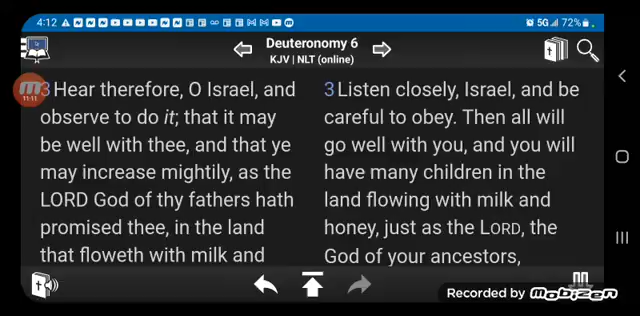 4:12
5G 72%
Deuteronomy 6
KJV | NLT (online)
11:11
3 Hear therefore, O Israel, and
observe to do it; that it may
be well with thee, and that ye
may increase mightily, as the
LORD God of thy fathers hath
promised thee, in the land
that floweth with milk and
3 Listen closely, Israel, and be
careful to obey. Then all will
go well with you, and you will
have many children in the
land flowing with milk and
honey, just as the LORD, the
God of your ancestors,
Recorded by Mobizen